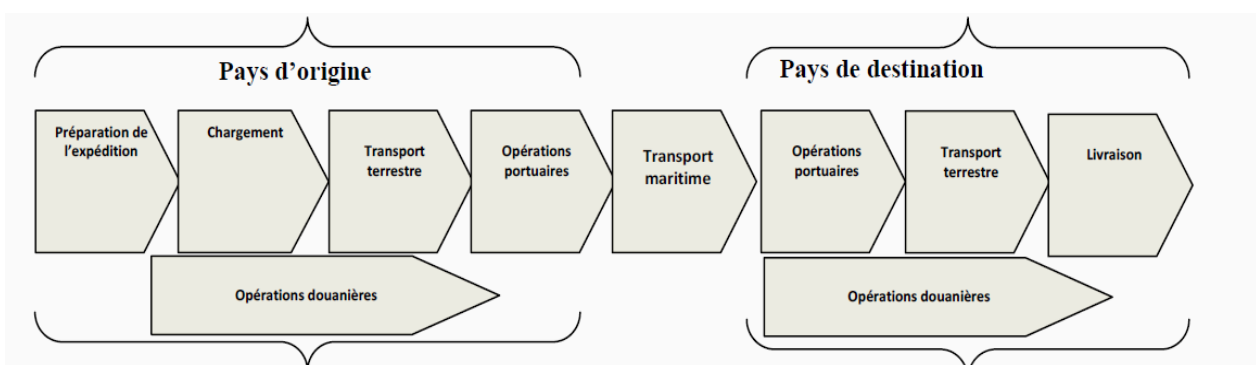 Pays d'origine
Pays de destination
Préparation de
l'expédition
Chargement
Transport
terrestre
Opérations
portuaires
Transport
maritime
Opérations
portuaires
Transport
terrestre
Livraison
Opérations douanières
Opérations douanières